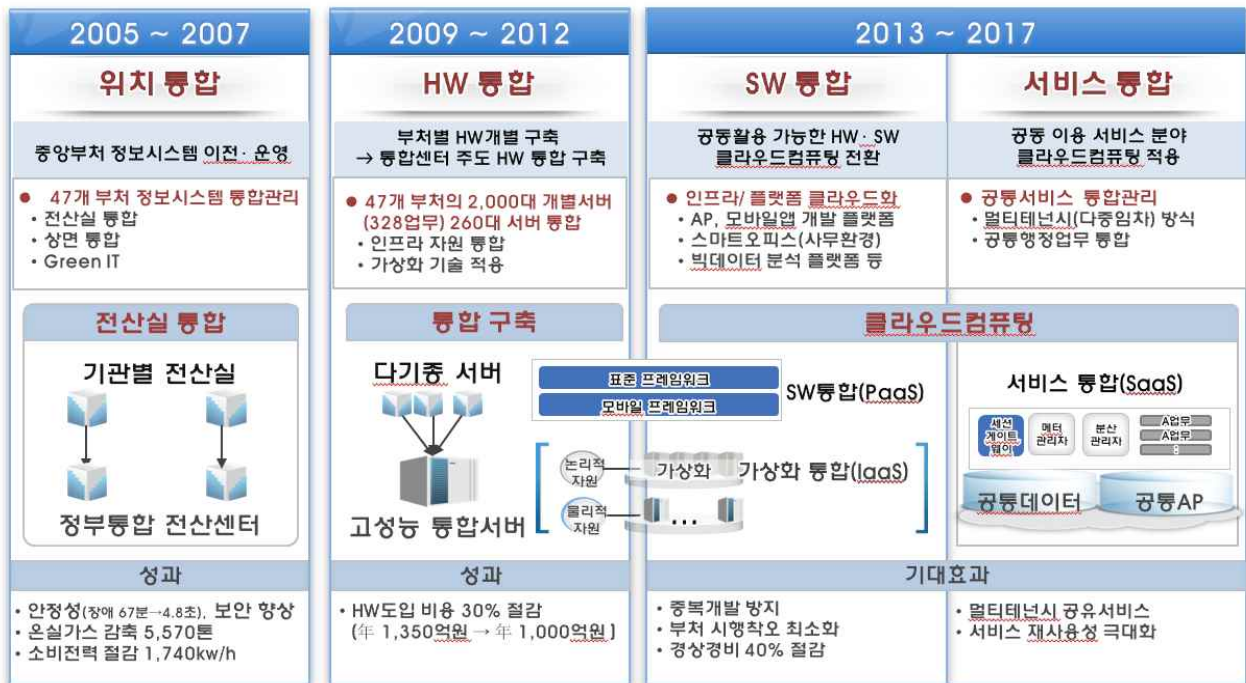 2005 ~ 2007
위치 통합
중앙부처 정보시스템 이전· 운영
● 47개 부처 정보시스템 통합관리
• 전산실 통합
• 상면 통합
• Green IT
전산실 통합
기관별 전산실
정부통합 전산센터
성과
• 안정성(장애 67분→4.8초), 보안 향상
• 온실가스 감축 5,570톤
• 소비전력 절감 1,740kw/h
2009 ~ 2012
HW 통합
부처별 HW개별 구축
→ 통합센터 주도 HW 통합 구축
● 47개 부처의 2,000대 개별서버
(328업무) 260대 서버 통합
• 인프라 자원 통합
• 가상화 기술 적용
통합 구축
다기종 서버
고성능 통합서버
성과
• HW도입 비용 30% 절감
(年 1,350억원 → 年 1,000억원 )
2013 ~ 2017
SW 통합
공동활용 가능한 HW· SW
클라우드컴퓨팅 전환
● 인프라/ 플랫폼 클라우드화
• AP, 모바일앱 개발 플랫폼
• 스마트오피스(사무환경)
• 빅데이터 분석 플랫폼 등
서비스 통합
공동 이용 서비스 분야
클라우드컴퓨팅 적용
● 공통서비스 통합관리
• 멀티테넌시(다중임차) 방식
• 공통행정업무 통합
클라우드컴퓨팅
표준 프레임워크
모바일 프레임워크
SW통합(PaaS)
논리적
자원
가상화
가상화 통합(IaaS)
물리적
자원
...
서비스 통합(SaaS)
세션
게이트
웨이
메터
관리자
분산
관리자
A업무
A업무
:
공통데이터
공통AP
기대효과
• 중복개발 방지
• 부처 시행착오 최소화
• 경상경비 40% 절감
• 멀티테넌시 공유서비스
• 서비스 재사용성 극대화